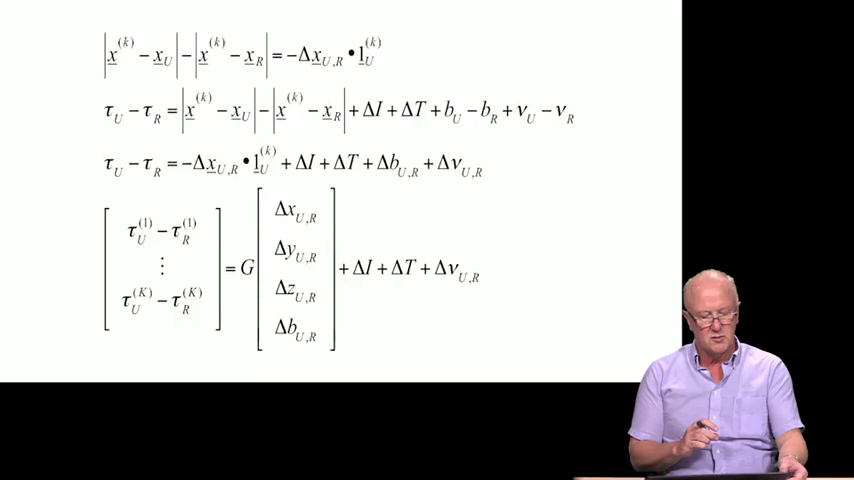 |x^(k) − x_U| − |x^(k) − x_R| = −Δx_U,R • 1_U^(k)
τ_U − τ_R = |x^(k) − x_U| − |x^(k) − x_R| + ΔI + ΔT + b_U − b_R + ν_U − ν_R
τ_U − τ_R = −Δx_U,R • 1_U^(k) + ΔI + ΔT + Δb_U,R + Δν_U,R
[τ_U^(1) − τ_R^(1) ⋮ τ_U^(K) − τ_R^(K)] = G [Δx_U,R Δy_U,R Δz_U,R Δb_U,R] + ΔI + ΔT + Δν_U,R